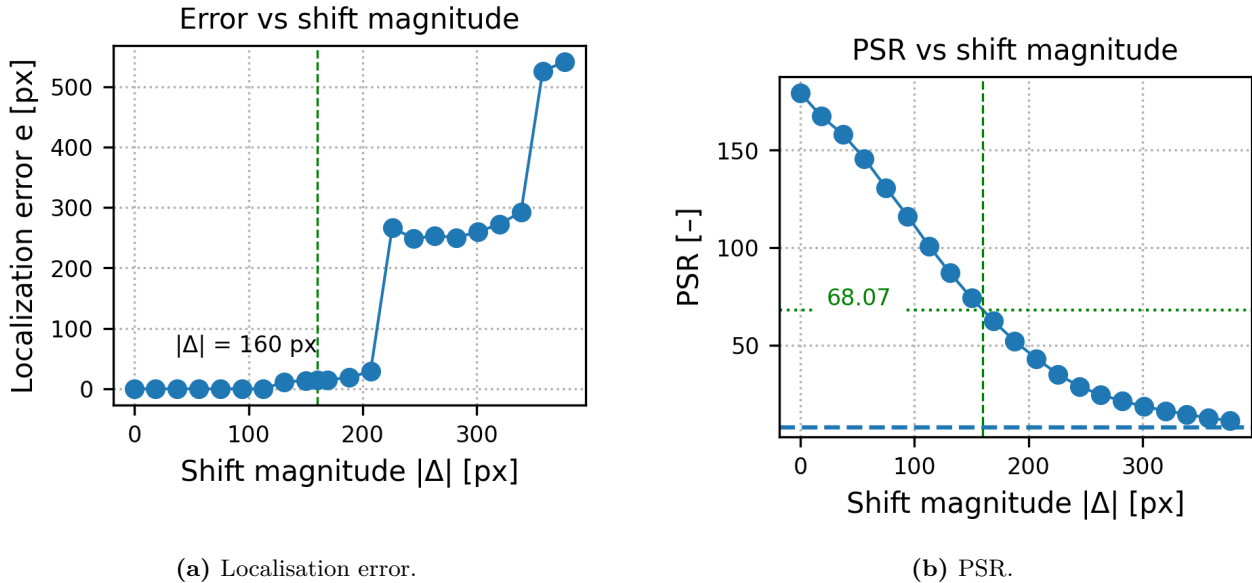 Error vs shift magnitude
Localization error e [px]
500
400
300
200
100
0
|Δ| = 160 px
0 100 200 300
Shift magnitude |Δ| [px]
(a) Localisation error.
PSR vs shift magnitude
PSR [–]
150
100
50
68.07
0 100 200 300
Shift magnitude |Δ| [px]
(b) PSR.